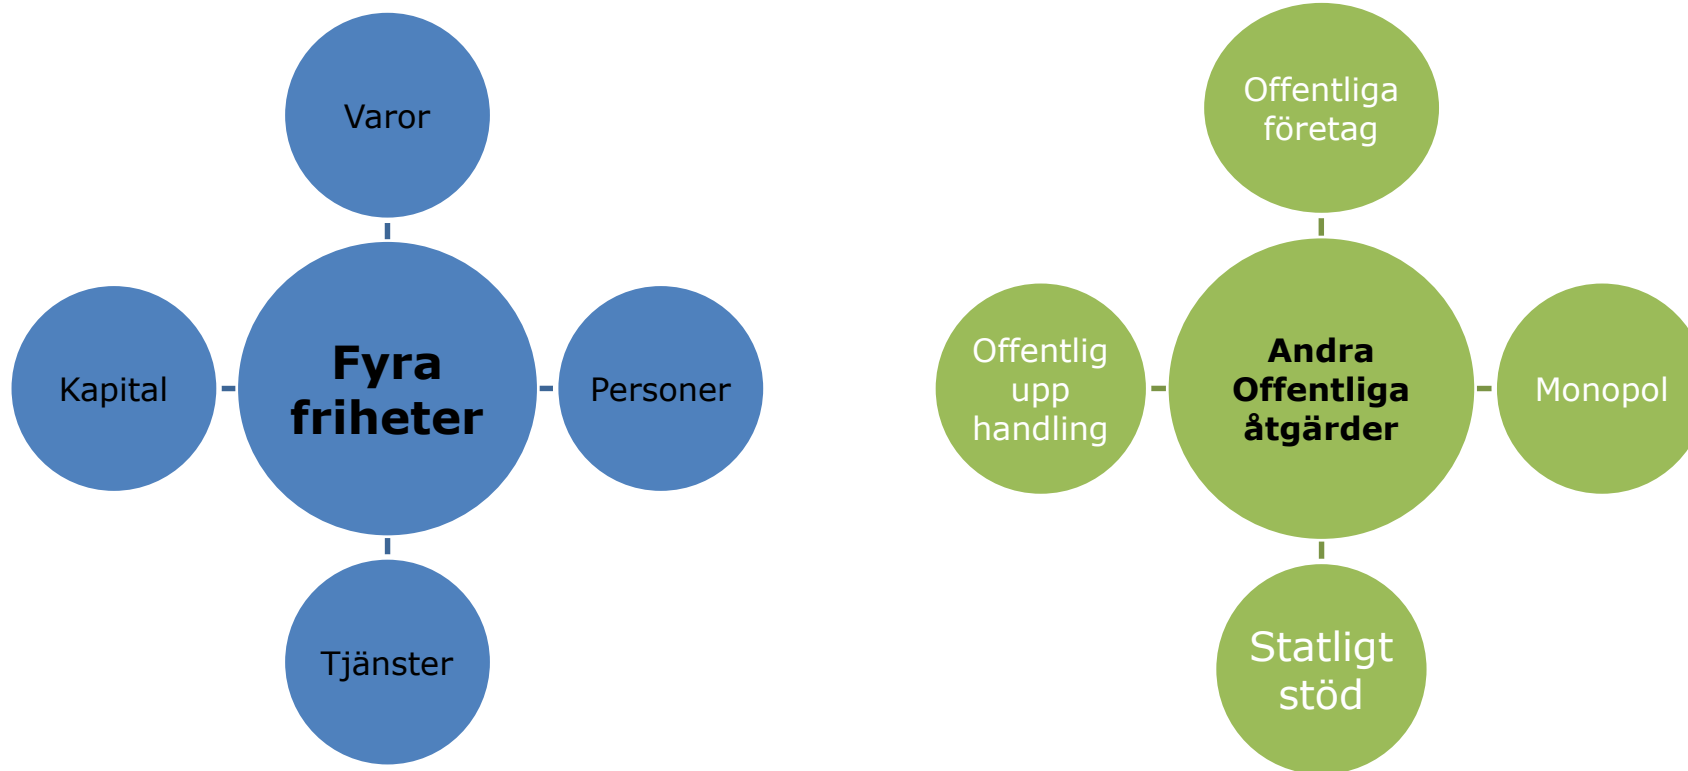 Varor
Kapital
Fyra
friheter
Personer
Tjänster
Offentliga
företag
Offentlig
upp
handling
Andra
Offentliga
åtgärder
Monopol
Statligt
stöd